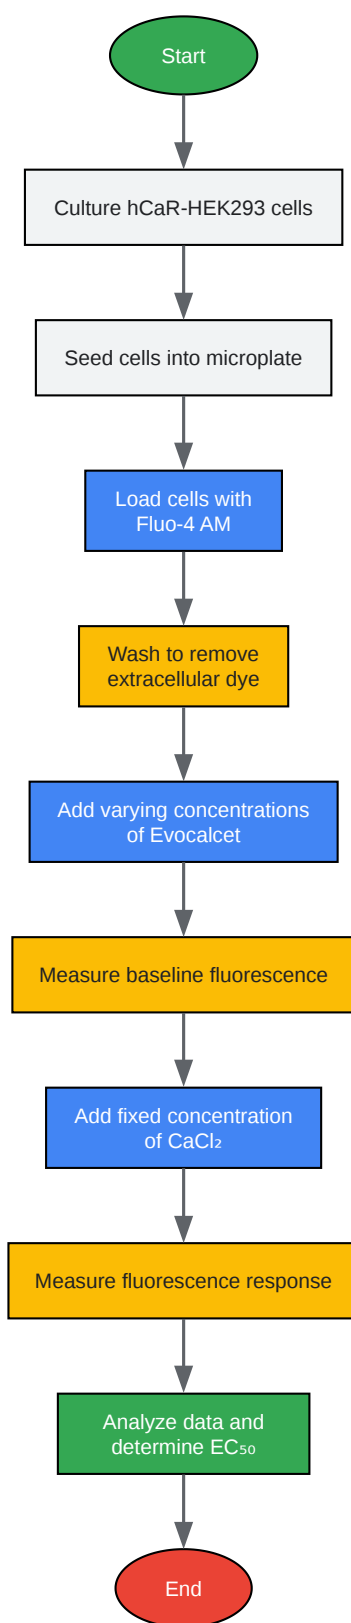 Start
Culture hCaR-HEK293 cells
Seed cells into microplate
Load cells with
Fluo-4 AM
Wash to remove
extracellular dye
Add varying concentrations
of Evocalcet
Measure baseline fluorescence
Add fixed concentration
of CaCl₂
Measure fluorescence response
Analyze data and
determine EC₅₀
End